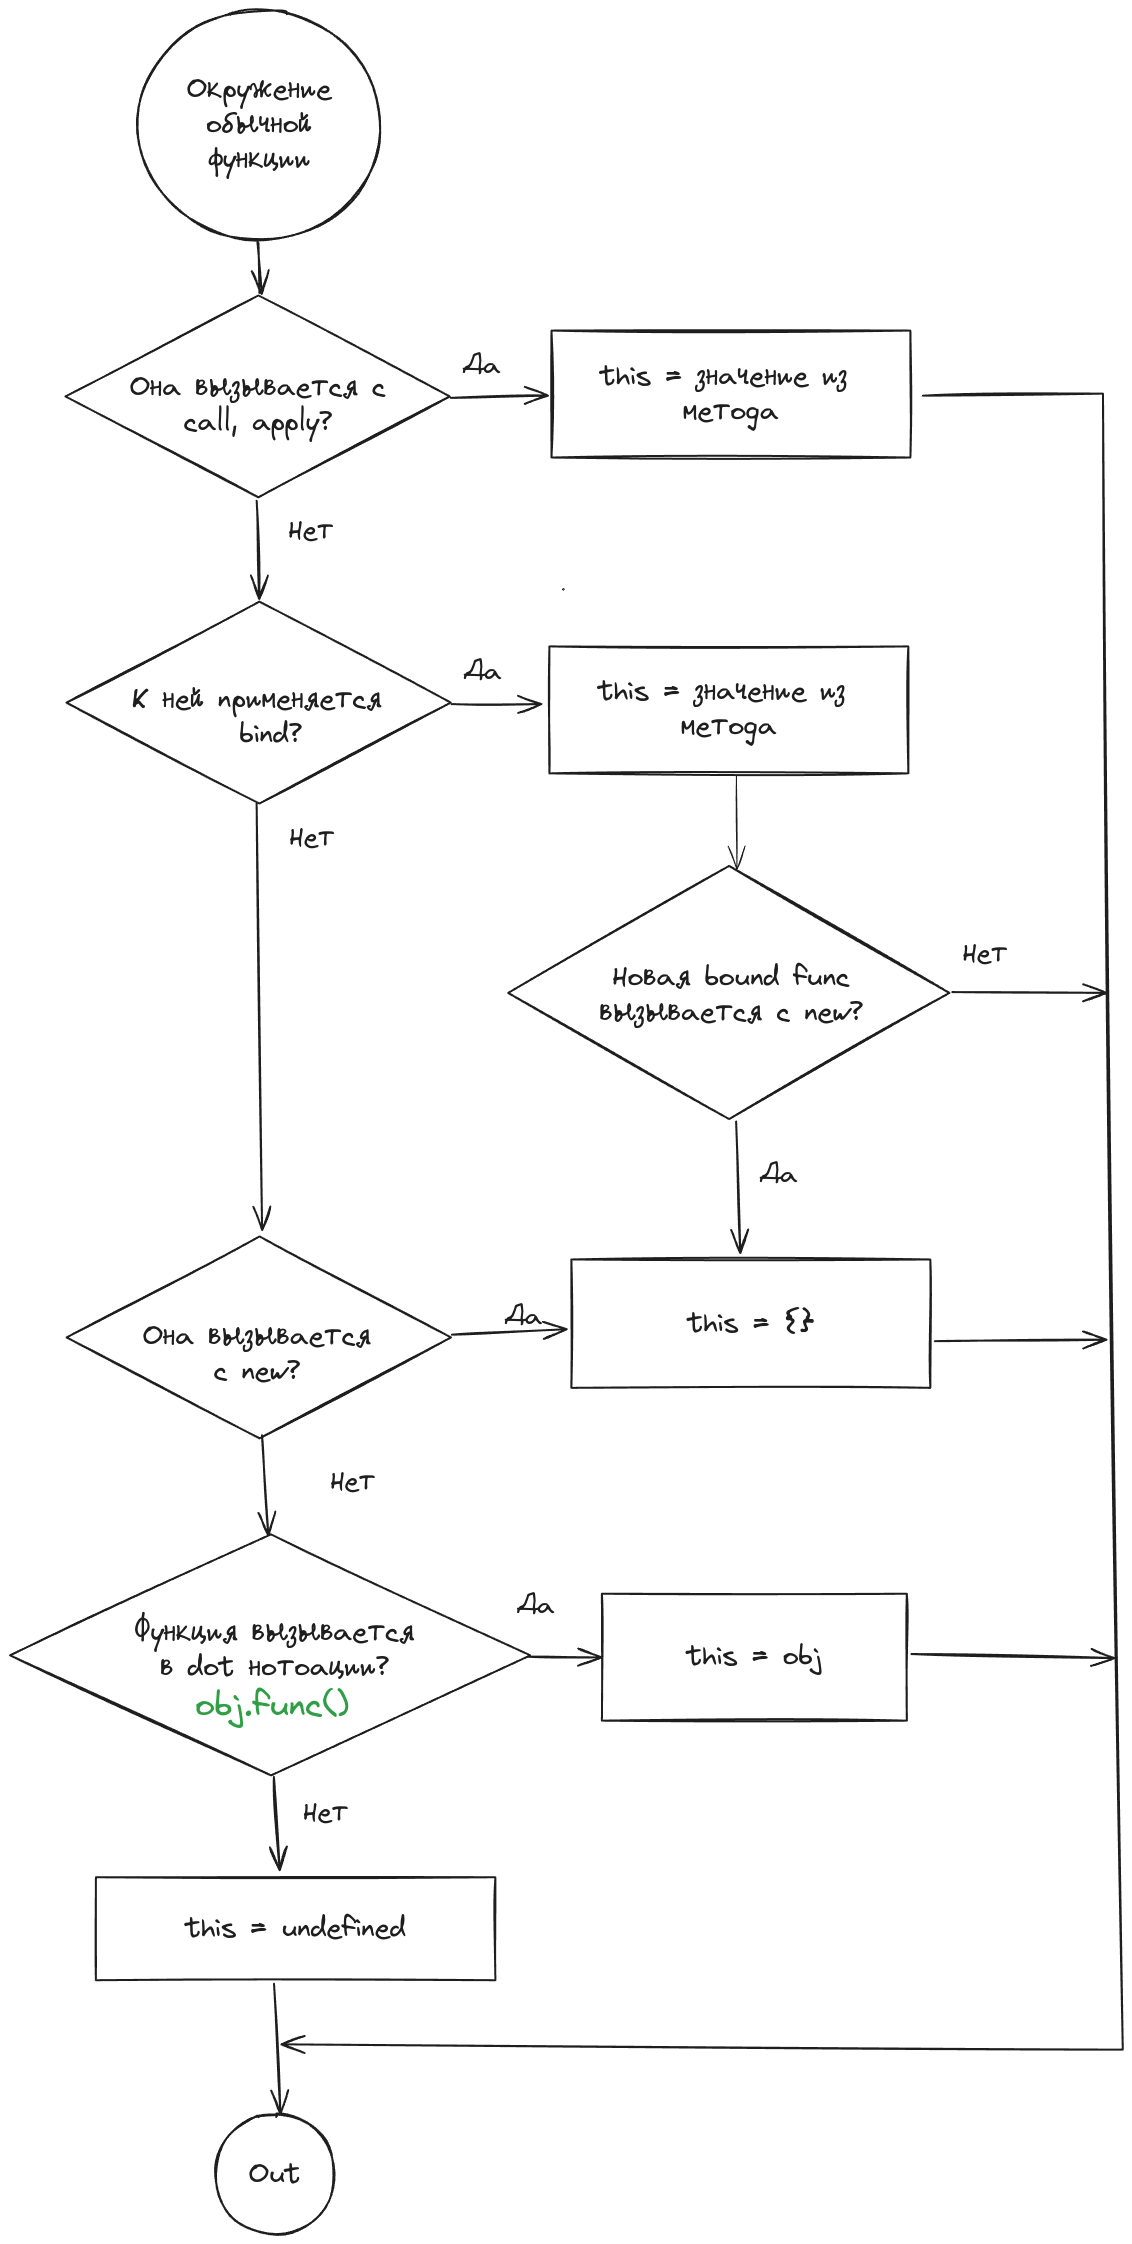 Окружение
обычной
функции
Она вызывается с
call, apply?
Да
this = значение из
метода
Нет
К ней применяется
bind?
Да
this = значение из
метода
Нет
Новая bound func
вызывается с new?
Нет
Да
Она вызывается
с new?
Да
this = {}
Нет
Функция вызывается
в dot нотоации?
obj.func()
Да
this = obj
Нет
this = undefined
Out